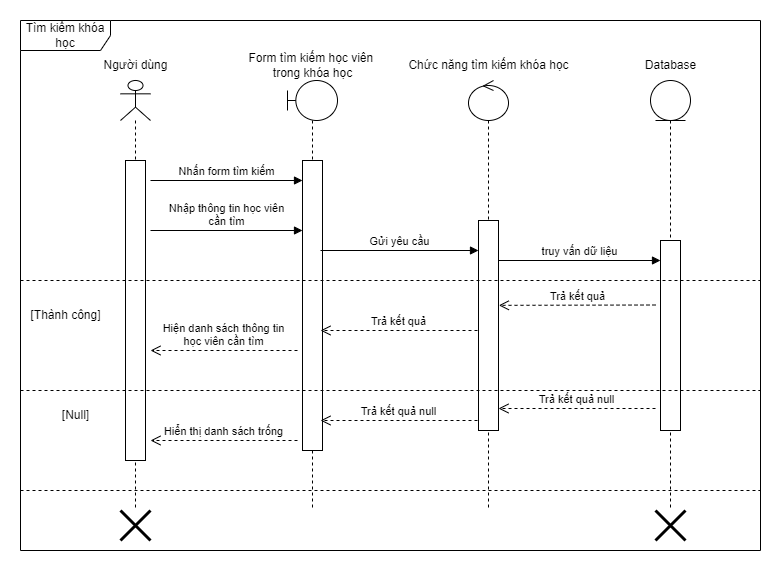 Tìm kiếm khóa
học
Người dùng
Form tìm kiếm học viên
trong khóa học
Chức năng tìm kiếm khóa học
Database
Nhấn form tìm kiếm
Nhập thông tin học viên
cần tìm
Gửi yêu cầu
truy vấn dữ liệu
Trả kết quả
[Thành công]
Trả kết quả
Hiện danh sách thông tin
học viên cần tìm
Trả kết quả null
[Null]
Trả kết quả null
Hiển thị danh sách trống